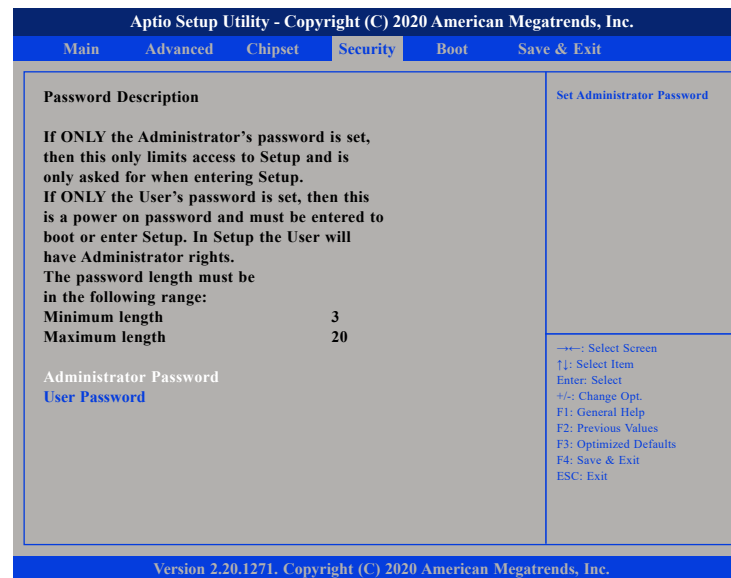 Aptio Setup Utility - Copyright (C) 2020 American Megatrends, Inc.
Main Advanced Chipset Security Boot Save & Exit
Password Description
If ONLY the Administrator's password is set,
then this only limits access to Setup and is
only asked for when entering Setup.
If ONLY the User's password is set, then this
is a power on password and must be entered to
boot or enter Setup. In Setup the User will
have Administrator rights.
The password length must be
in the following range:
Minimum length 3
Maximum length 20
Administrator Password
User Password
Set Administrator Password
→←: Select Screen
↑↓: Select Item
Enter: Select
+/-: Change Opt.
F1: General Help
F2: Previous Values
F3: Optimized Defaults
F4: Save & Exit
ESC: Exit
Version 2.20.1271. Copyright (C) 2020 American Megatrends, Inc.